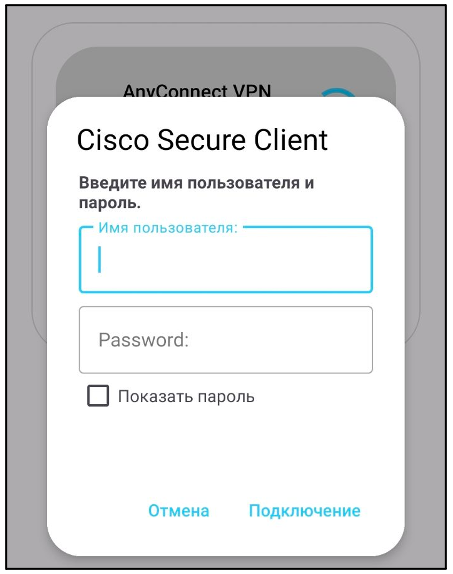 AnyConnect VPN
Cisco Secure Client
Введите имя пользователя и
пароль.
Имя пользователя:
Password:
Показать пароль
Отмена Подключение